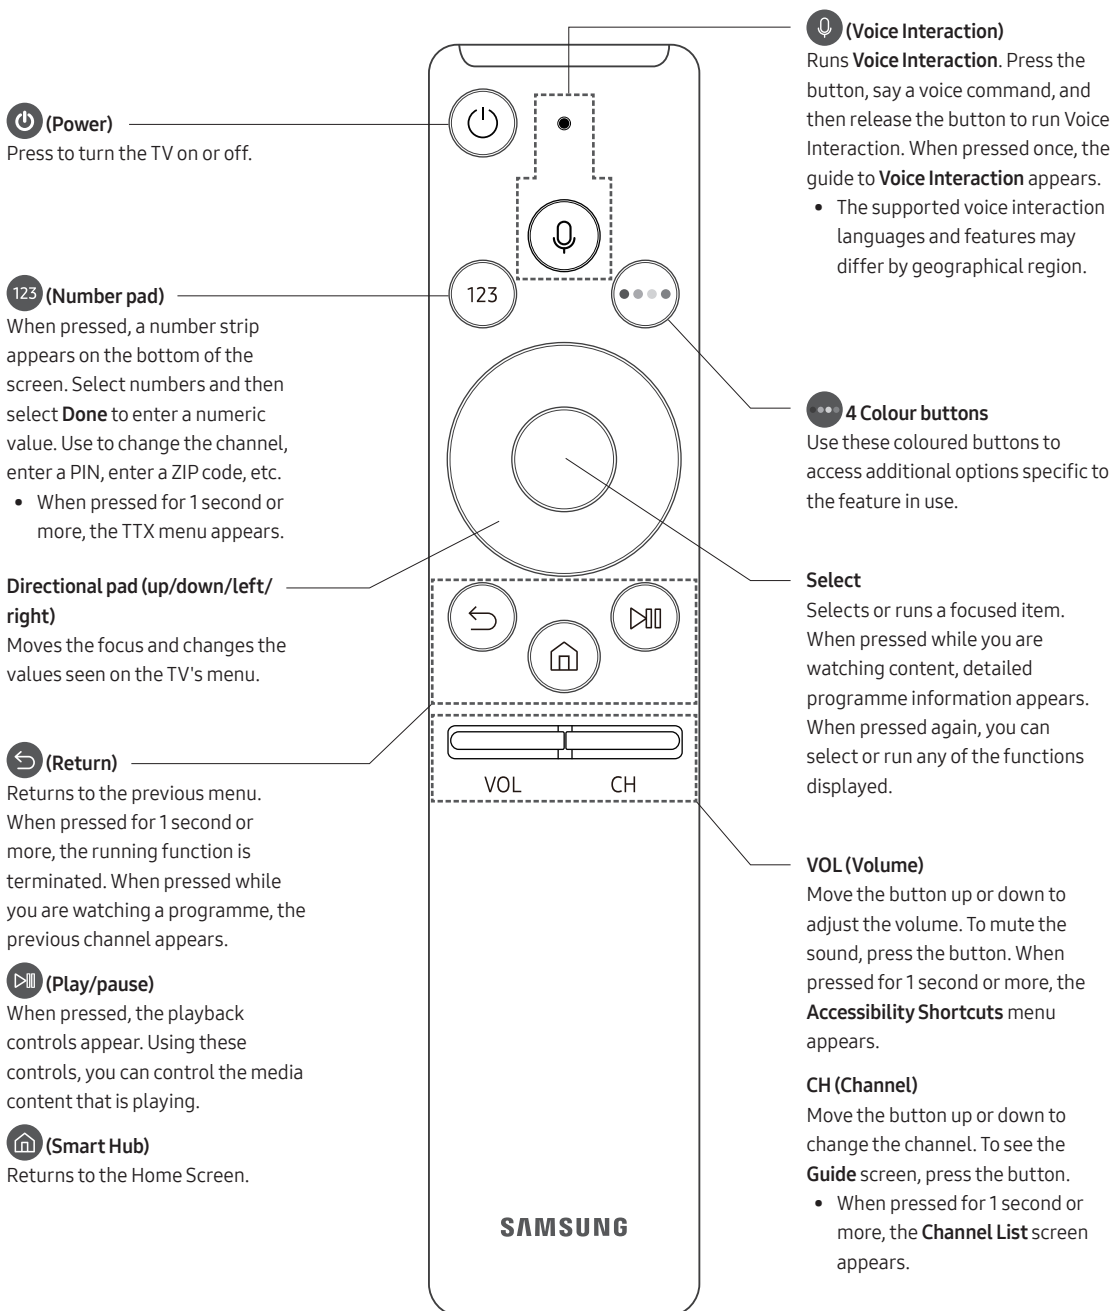 (Power)
Press to turn the TV on or off.
123 (Number pad)
When pressed, a number strip
appears on the bottom of the
screen. Select numbers and then
select Done to enter a numeric
value. Use to change the channel,
enter a PIN, enter a ZIP code, etc.
• When pressed for 1 second or
more, the TTX menu appears.
Directional pad (up/down/left/
right)
Moves the focus and changes the
values seen on the TV's menu.
(Return)
Returns to the previous menu.
When pressed for 1 second or
more, the running function is
terminated. When pressed while
you are watching a programme, the
previous channel appears.
(Play/pause)
When pressed, the playback
controls appear. Using these
controls, you can control the media
content that is playing.
(Smart Hub)
Returns to the Home Screen.
123
VOL CH
SAMSUNG
(Voice Interaction)
Runs Voice Interaction. Press the
button, say a voice command, and
then release the button to run Voice
Interaction. When pressed once, the
guide to Voice Interaction appears.
• The supported voice interaction
languages and features may
differ by geographical region.
4 Colour buttons
Use these coloured buttons to
access additional options specific to
the feature in use.
Select
Selects or runs a focused item.
When pressed while you are
watching content, detailed
programme information appears.
When pressed again, you can
select or run any of the functions
displayed.
VOL (Volume)
Move the button up or down to
adjust the volume. To mute the
sound, press the button. When
pressed for 1 second or more, the
Accessibility Shortcuts menu
appears.
CH (Channel)
Move the button up or down to
change the channel. To see the
Guide screen, press the button.
• When pressed for 1 second or
more, the Channel List screen
appears.